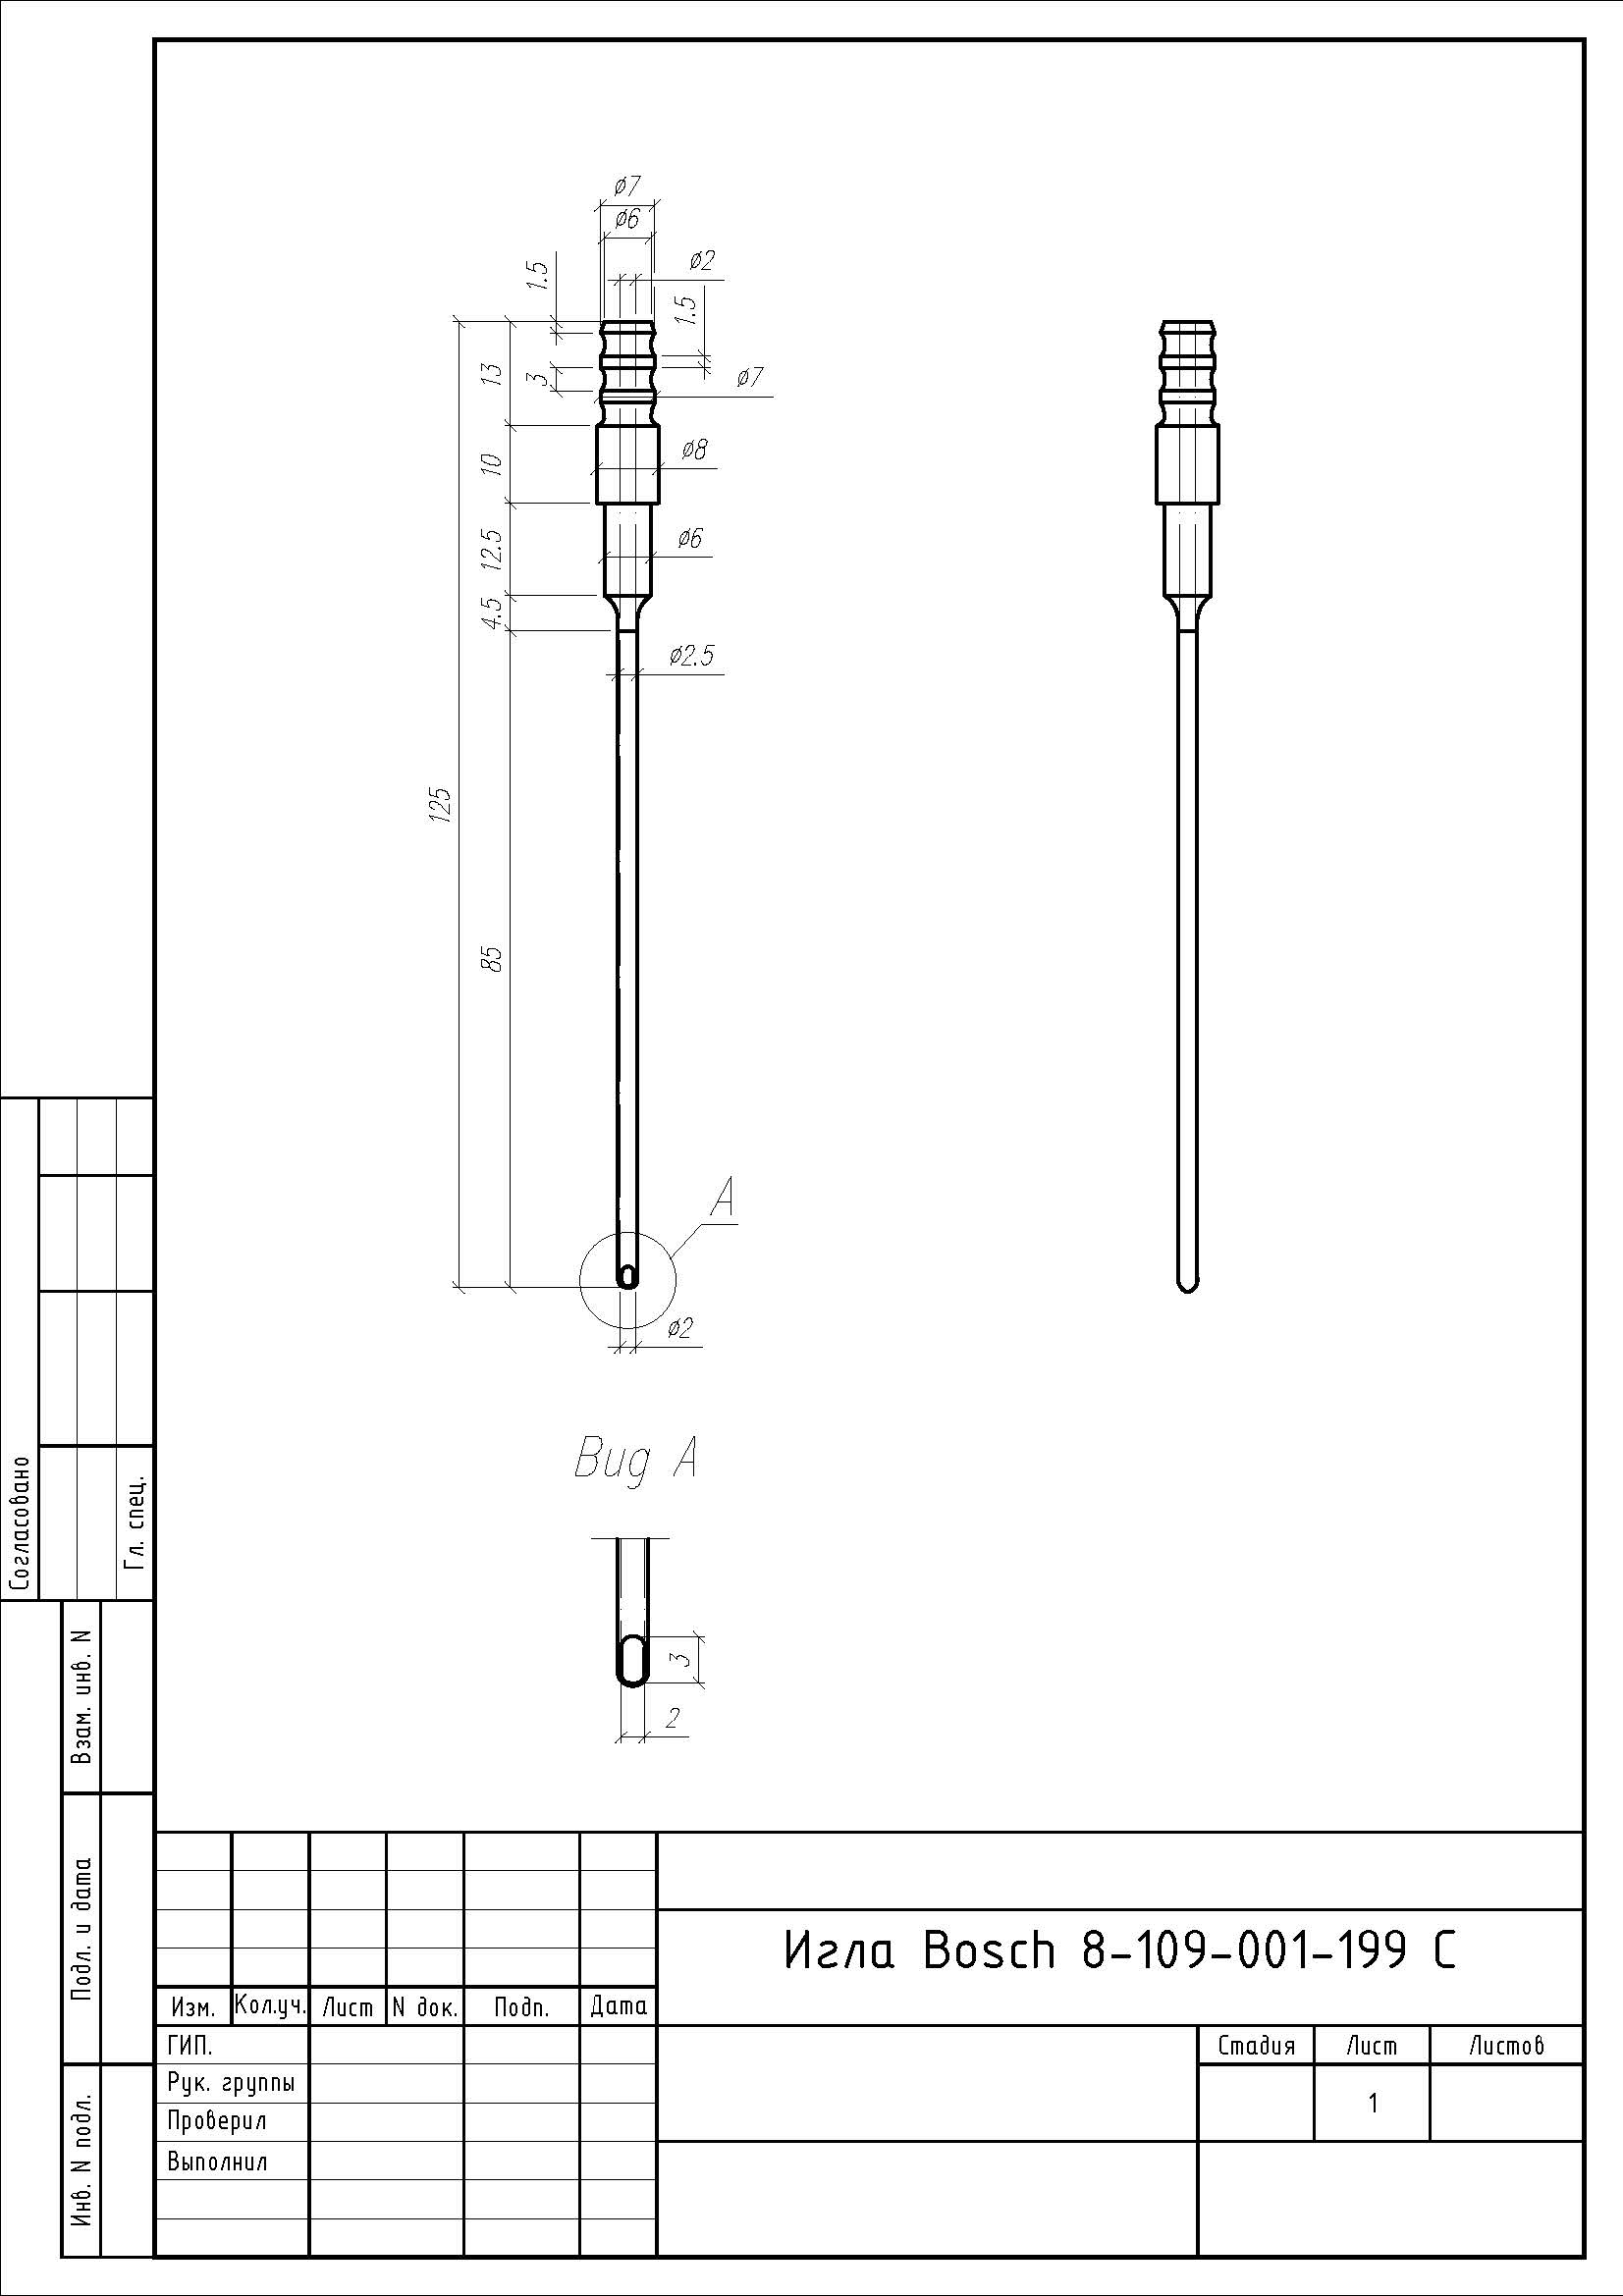 ø7
ø6
ø2
1.5
1.5
13
3
ø7
10
ø8
12.5
ø6
4.5
ø2.5
125
85
А
ø2
Вид А
3
2
Согласовано
Гл. спец.
Взам. инв. N
Подл. и дата
Инв. N подл.
Игла Bosch 8-109-001-199 С
Изм. Кол.уч. Лист N док. Подп. Дата
ГИП. Стадия Лист Листов
Рук. группы
1
Проверил
Выполнил